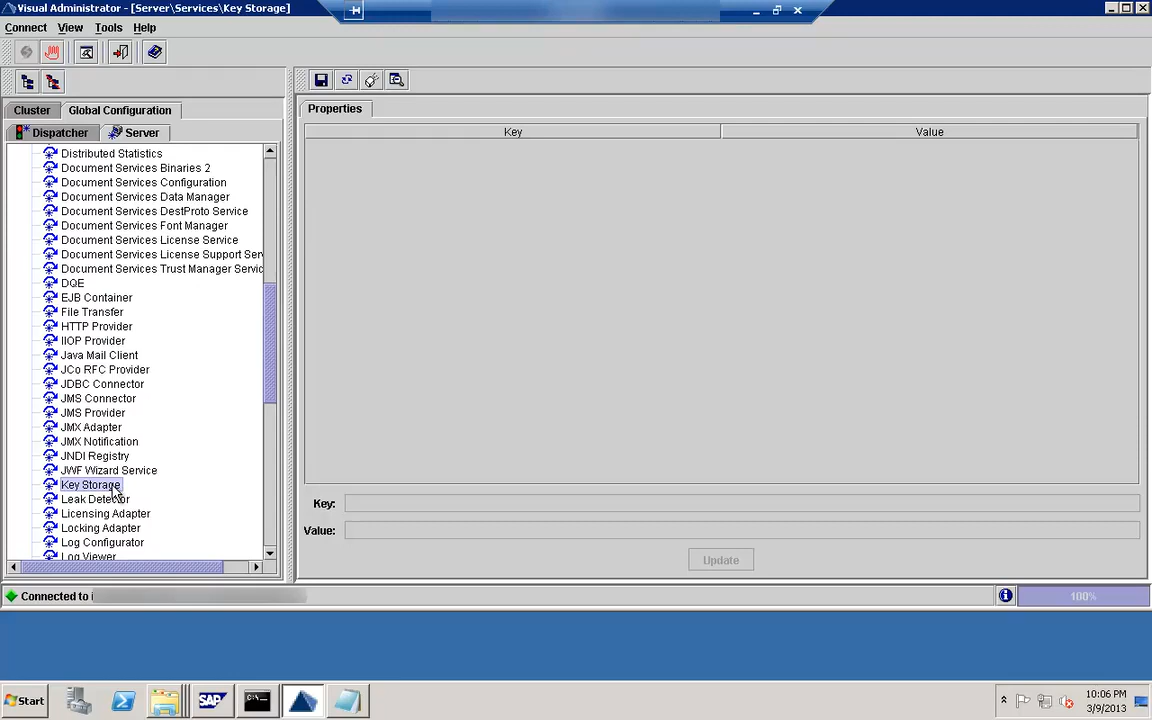 Visual Administrator - [Server\Services\Key Storage]
Connect View Tools Help
Cluster Global Configuration
Dispatcher Server
Properties
Key Value
Distributed Statistics
Document Services Binaries 2
Document Services Configuration
Document Services Data Manager
Document Services DestProto Service
Document Services Font Manager
Document Services License Service
Document Services License Support Serv
Document Services Trust Manager Servic
DQE
EJB Container
File Transfer
HTTP Provider
IIOP Provider
Java Mail Client
JCo RFC Provider
JDBC Connector
JMS Connector
JMS Provider
JMX Adapter
JMX Notification
JNDI Registry
JWF Wizard Service
Key Storage
Leak Detector
Licensing Adapter
Locking Adapter
Log Configurator
Log Viewer
Key:
Value:
Update
Connected to
100%
Start
SAP
10:06 PM
3/9/2013